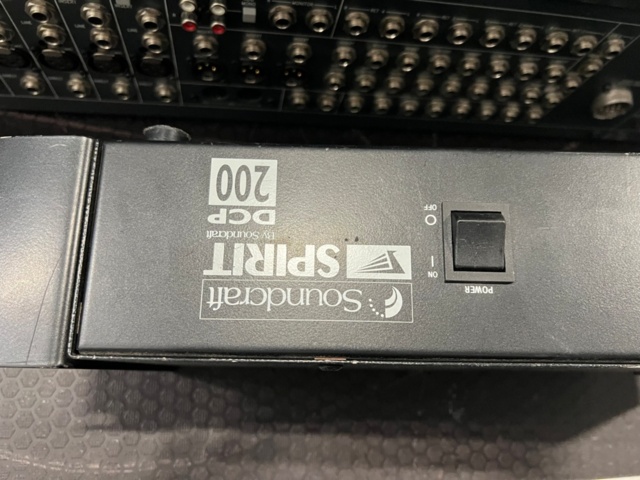 Soundcraft
SPIRIT
By Soundcraft
DCP
200
POWER
ON
I
O
OFF